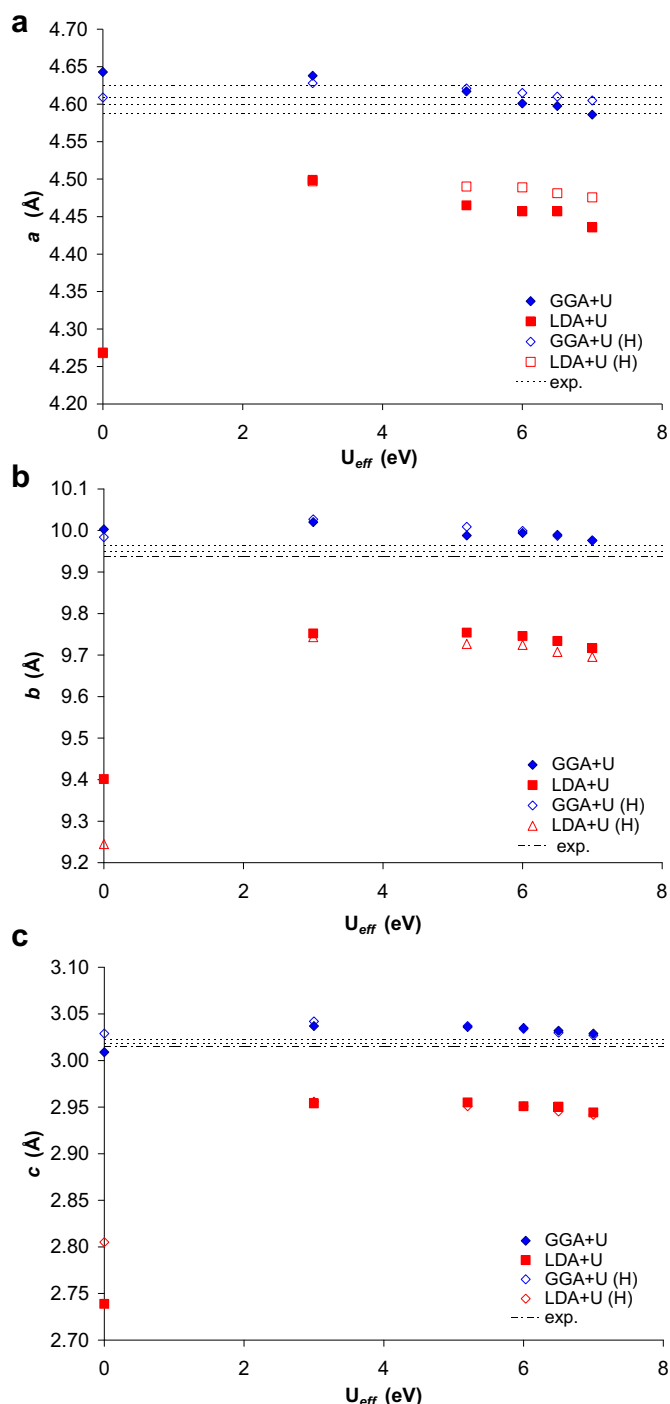 a
4.70
4.65
4.60
4.55
4.50
4.45
4.40
4.35
4.30
4.25
4.20
a (Å)
GGA+U
LDA+U
GGA+U (H)
LDA+U (H)
exp.
0 2 4 6 8
Ueff (eV)
b
10.1
10.0
9.9
9.8
9.7
9.6
9.5
9.4
9.3
9.2
b (Å)
GGA+U
LDA+U
GGA+U (H)
LDA+U (H)
exp.
0 2 4 6 8
Ueff (eV)
c
3.10
3.05
3.00
2.95
2.90
2.85
2.80
2.75
2.70
c (Å)
GGA+U
LDA+U
GGA+U (H)
LDA+U (H)
exp.
0 2 4 6 8
Ueff (eV)